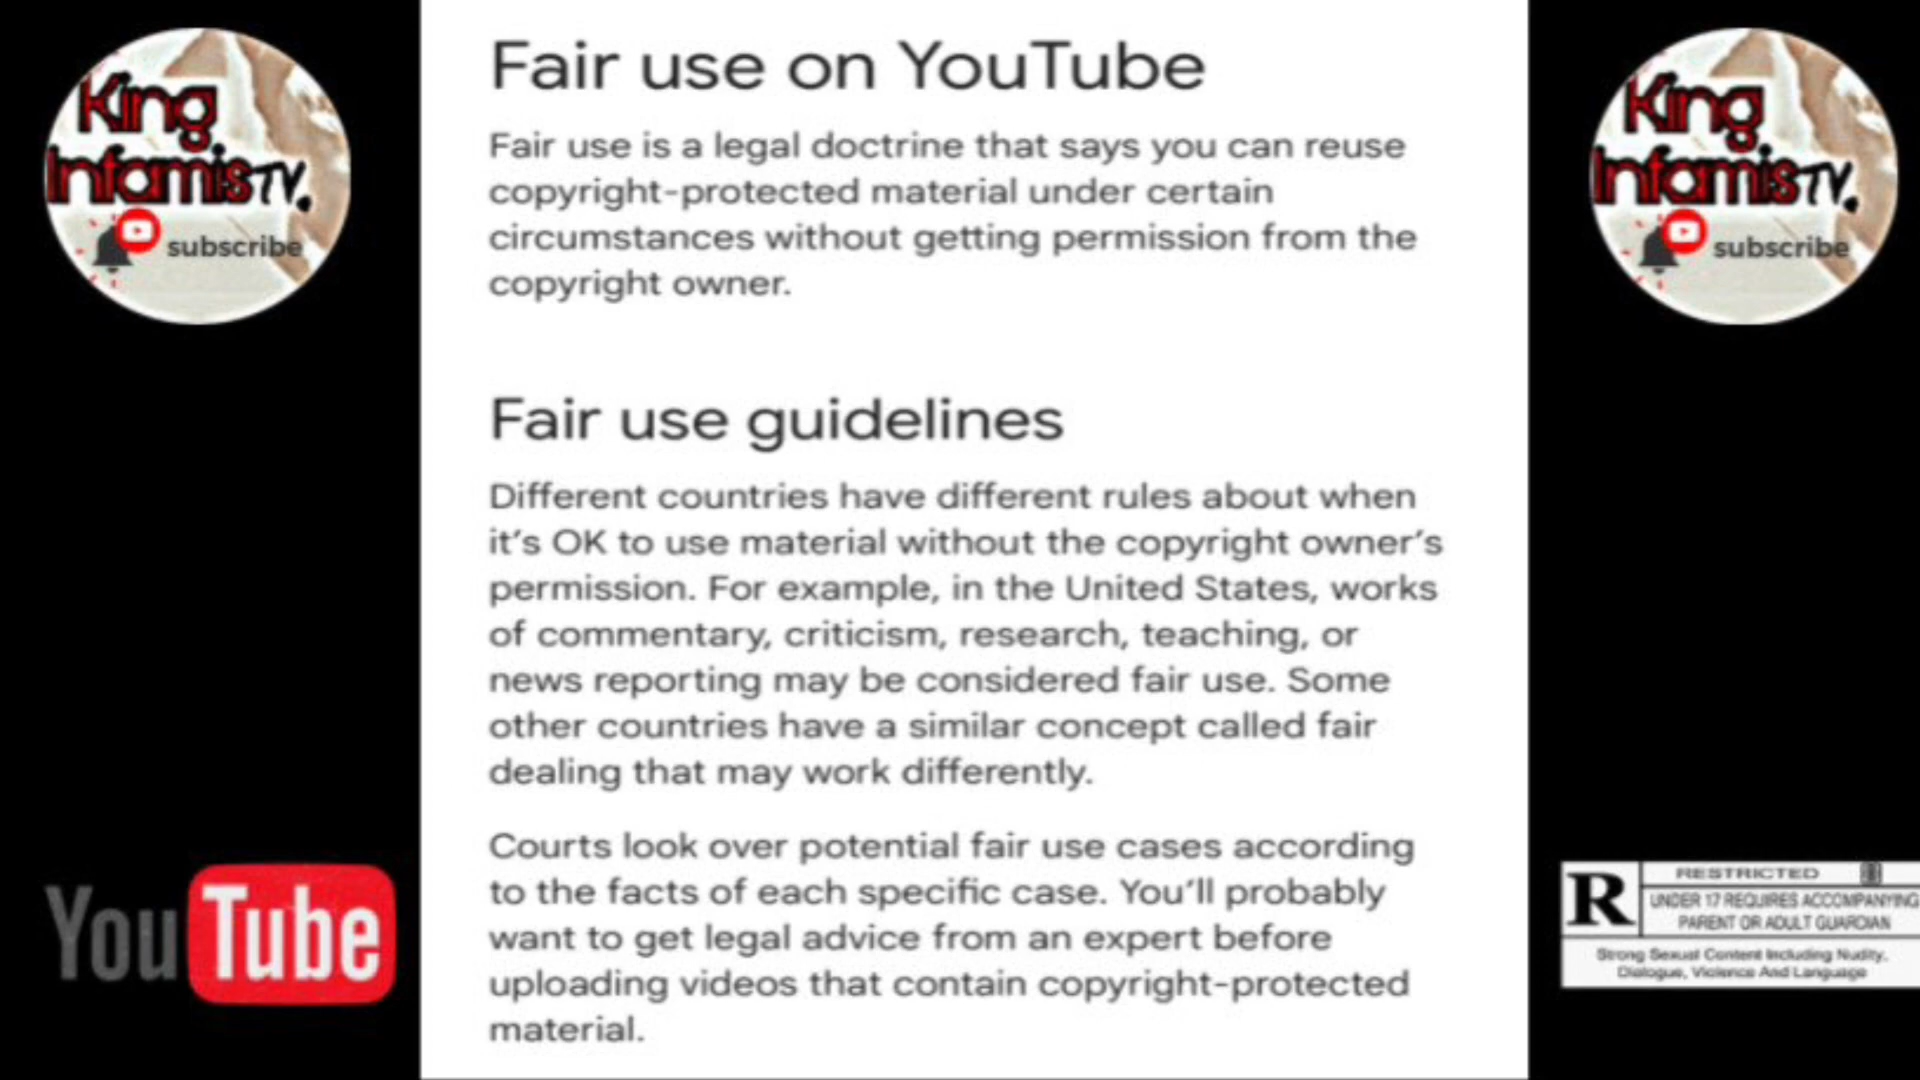 King
InfamisTV.
subscribe
Fair use on YouTube
Fair use is a legal doctrine that says you can reuse
copyright-protected material under certain
circumstances without getting permission from the
copyright owner.
Fair use guidelines
Different countries have different rules about when
it's OK to use material without the copyright owner's
permission. For example, in the United States, works
of commentary, criticism, research, teaching, or
news reporting may be considered fair use. Some
other countries have a similar concept called fair
dealing that may work differently.
Courts look over potential fair use cases according
to the facts of each specific case. You'll probably
want to get legal advice from an expert before
uploading videos that contain copyright-protected
material.
YouTube
King
InfamisTV.
subscribe
R
RESTRICTED
UNDER 17 REQUIRES ACCOMPANYING
PARENT OR ADULT GUARDIAN
Strong Sexual Content Including Nudity,
Dialogue, Violence And Language